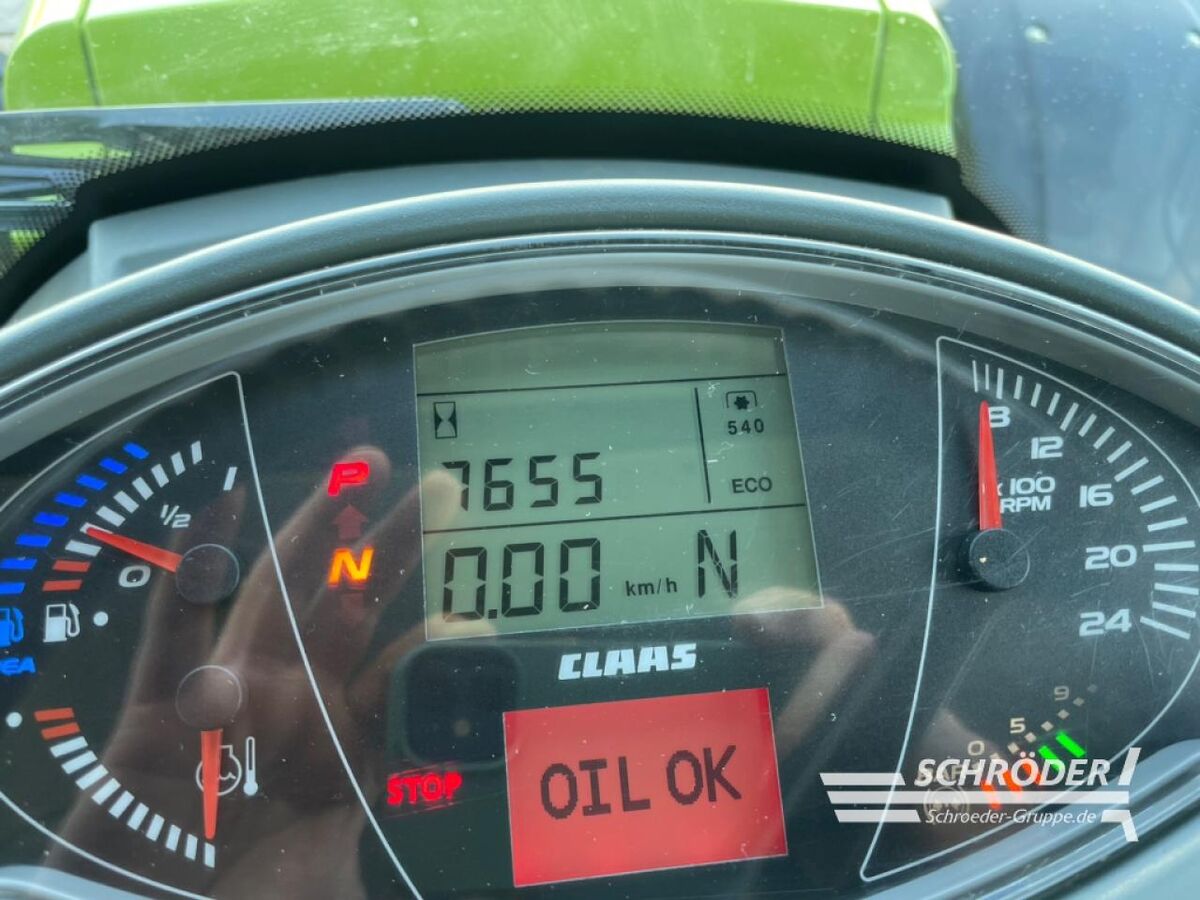 540
7655
ECO
0.00 km/h N
CLAAS
OIL OK
P
N
STOP
1/2
1
0
8
12
x 100
RPM
16
20
24
9
5
0
SCHRÖDER
Schroeder-Gruppe.de